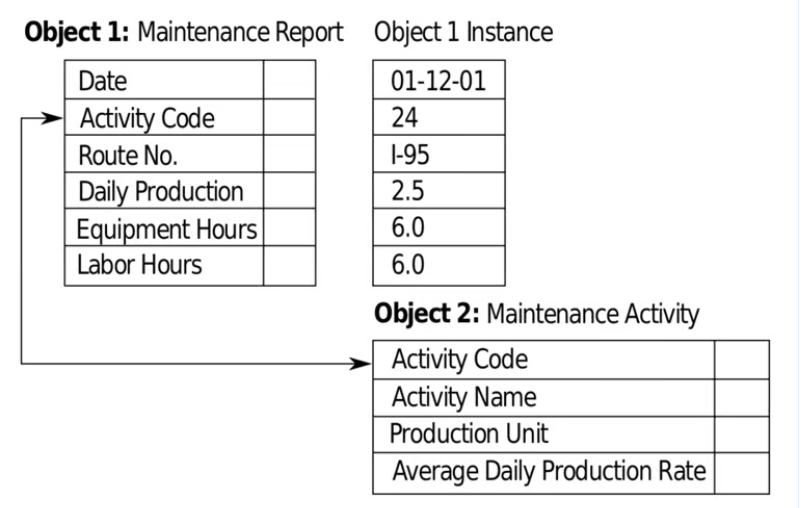 Object 1: Maintenance Report
Object 1 Instance
Date
01-12-01
Activity Code
24
Route No.
I-95
Daily Production
2.5
Equipment Hours
6.0
Labor Hours
6.0
Object 2: Maintenance Activity
Activity Code
Activity Name
Production Unit
Average Daily Production Rate